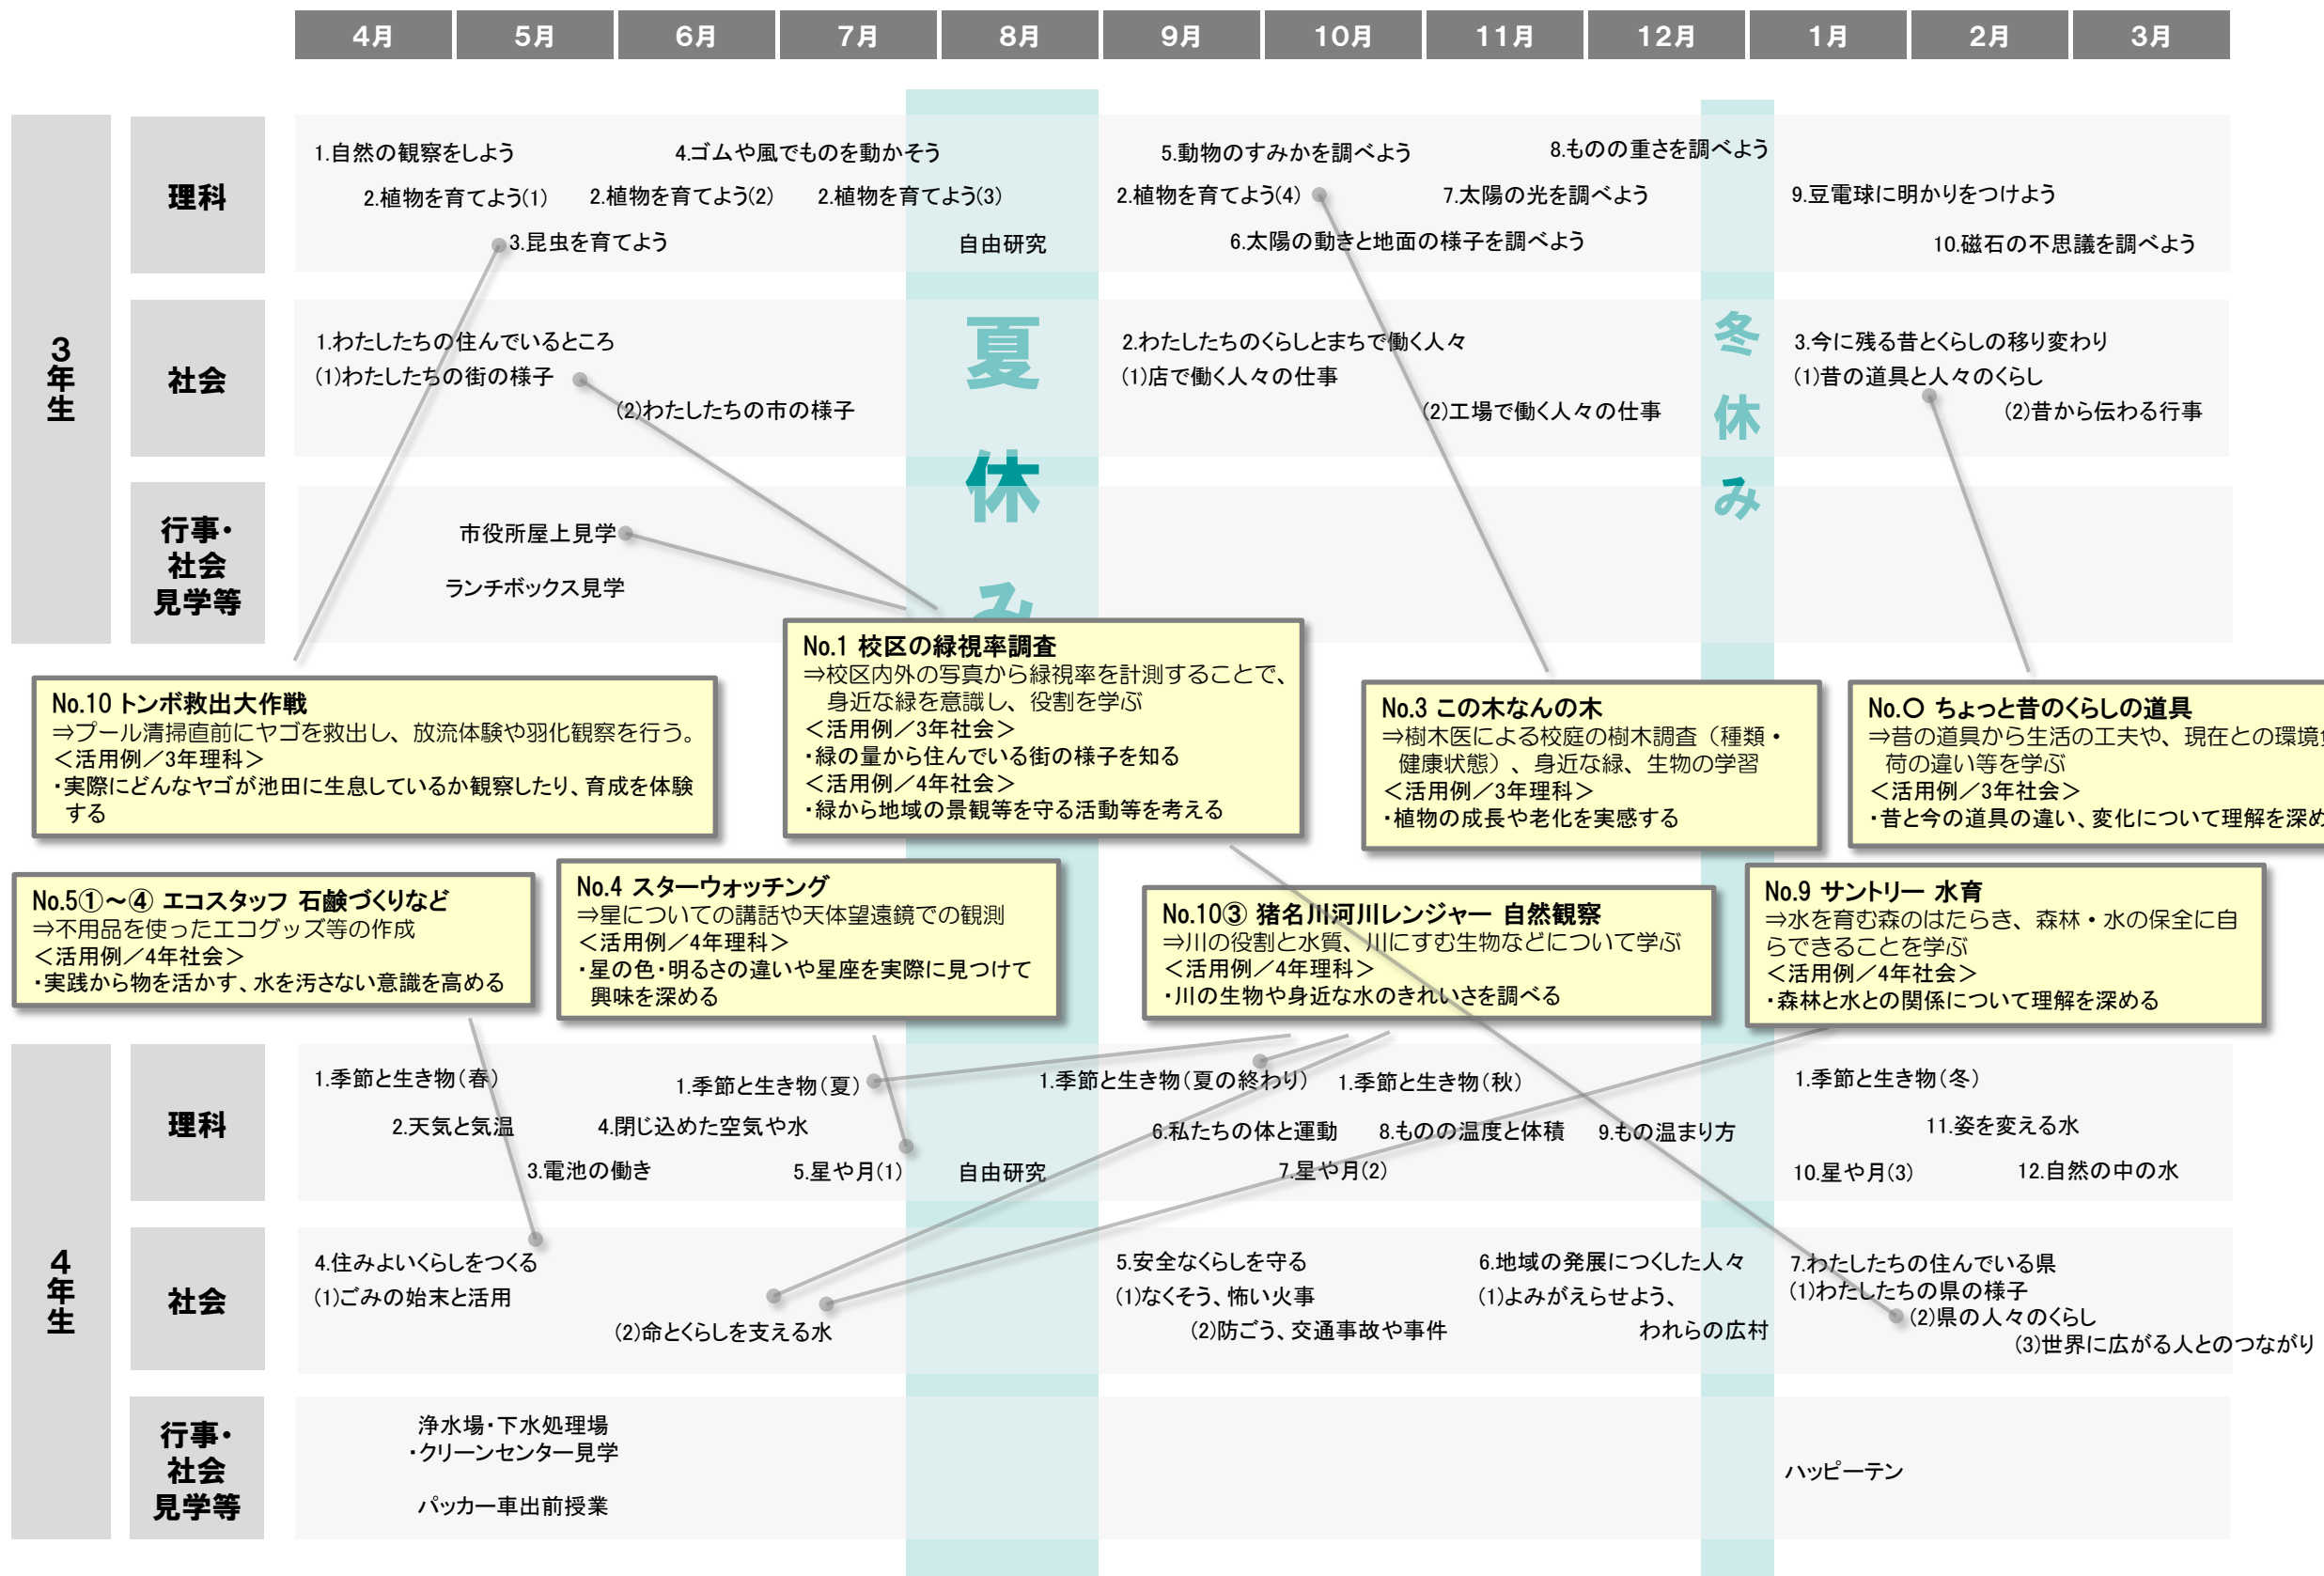 4月 5月 6月 7月 8月 9月 10月 11月 12月 1月 2月 3月
3年生
理科
1.自然の観察をしよう
4.ゴムや風でものを動かそう
5.動物のすみかを調べよう
8.ものの重さを調べよう
2.植物を育てよう(1)
2.植物を育てよう(2)
2.植物を育てよう(3)
2.植物を育てよう(4)
7.太陽の光を調べよう
9.豆電球に明かりをつけよう
3.昆虫を育てよう
自由研究
6.太陽の動きと地面の様子を調べよう
10.磁石の不思議を調べよう
夏休み
冬休み
社会
1.わたしたちの住んでいるところ
(1)わたしたちの街の様子
(2)わたしたちの市の様子
2.わたしたちのくらしとまちで働く人々
(1)店で働く人々の仕事
(2)工場で働く人々の仕事
3.今に残る昔とくらしの移り変わり
(1)昔の道具と人々のくらし
(2)昔から伝わる行事
行事・
社会
見学等
市役所屋上見学
ランチボックス見学
No.10 トンボ救出大作戦
⇒プール清掃直前にヤゴを救出し、放流体験や羽化観察を行う。
＜活用例／3年理科＞
・実際にどんなヤゴが池田に生息しているか観察したり、育成を体験
する
No.1 校区の緑視率調査
⇒校区内外の写真から緑視率を計測することで、
身近な緑を意識し、役割を学ぶ
＜活用例／3年社会＞
・緑の量から住んでいる街の様子を知る
＜活用例／4年社会＞
・緑から地域の景観等を守る活動等を考える
No.3 この木なんの木
⇒樹木医による校庭の樹木調査（種類・
健康状態）、身近な緑、生物の学習
＜活用例／3年理科＞
・植物の成長や老化を実感する
No.〇 ちょっと昔のくらしの道具
⇒昔の道具から生活の工夫や、現在との環境
荷の違い等を学ぶ
＜活用例／3年社会＞
・昔と今の道具の違い、変化について理解を深め
No.5①～④ エコスタッフ 石鹸づくりなど
⇒不用品を使ったエコグッズ等の作成
＜活用例／4年社会＞
・実践から物を活かす、水を汚さない意識を高める
No.4 スターウォッチング
⇒星についての講話や天体望遠鏡での観測
＜活用例／4年理科＞
・星の色・明るさの違いや星座を実際に見つけて
興味を深める
No.10③ 猪名川河川レンジャー 自然観察
⇒川の役割と水質、川にすむ生物などについて学ぶ
＜活用例／4年理科＞
・川の生物や身近な水のきれいさを調べる
No.9 サントリー 水育
⇒水を育む森のはたらき、森林・水の保全に自
らできることを学ぶ
＜活用例／4年社会＞
・森林と水との関係について理解を深める
4年生
理科
1.季節と生き物（春）
1.季節と生き物（夏）
1.季節と生き物（夏の終わり）
1.季節と生き物（秋）
1.季節と生き物（冬）
2.天気と気温
4.閉じ込めた空気や水
6.私たちの体と運動
8.ものの温度と体積
9.もの温まり方
11.姿を変える水
3.電池の働き
5.星や月(1)
自由研究
7.星や月(2)
10.星や月(3)
12.自然の中の水
社会
4.住みよいくらしをつくる
(1)ごみの始末と活用
(2)命とくらしを支える水
5.安全なくらしを守る
(1)なくそう、怖い火事
(2)防ごう、交通事故や事件
6.地域の発展につくした人々
(1)よみがえらせよう、
われらの広村
7.わたしたちの住んでいる県
(1)わたしたちの県の様子
(2)県の人々のくらし
(3)世界に広がる人とのつながり
行事・
社会
見学等
浄水場・下水処理場
・クリーンセンター見学
パッカー車出前授業
ハッピーテン